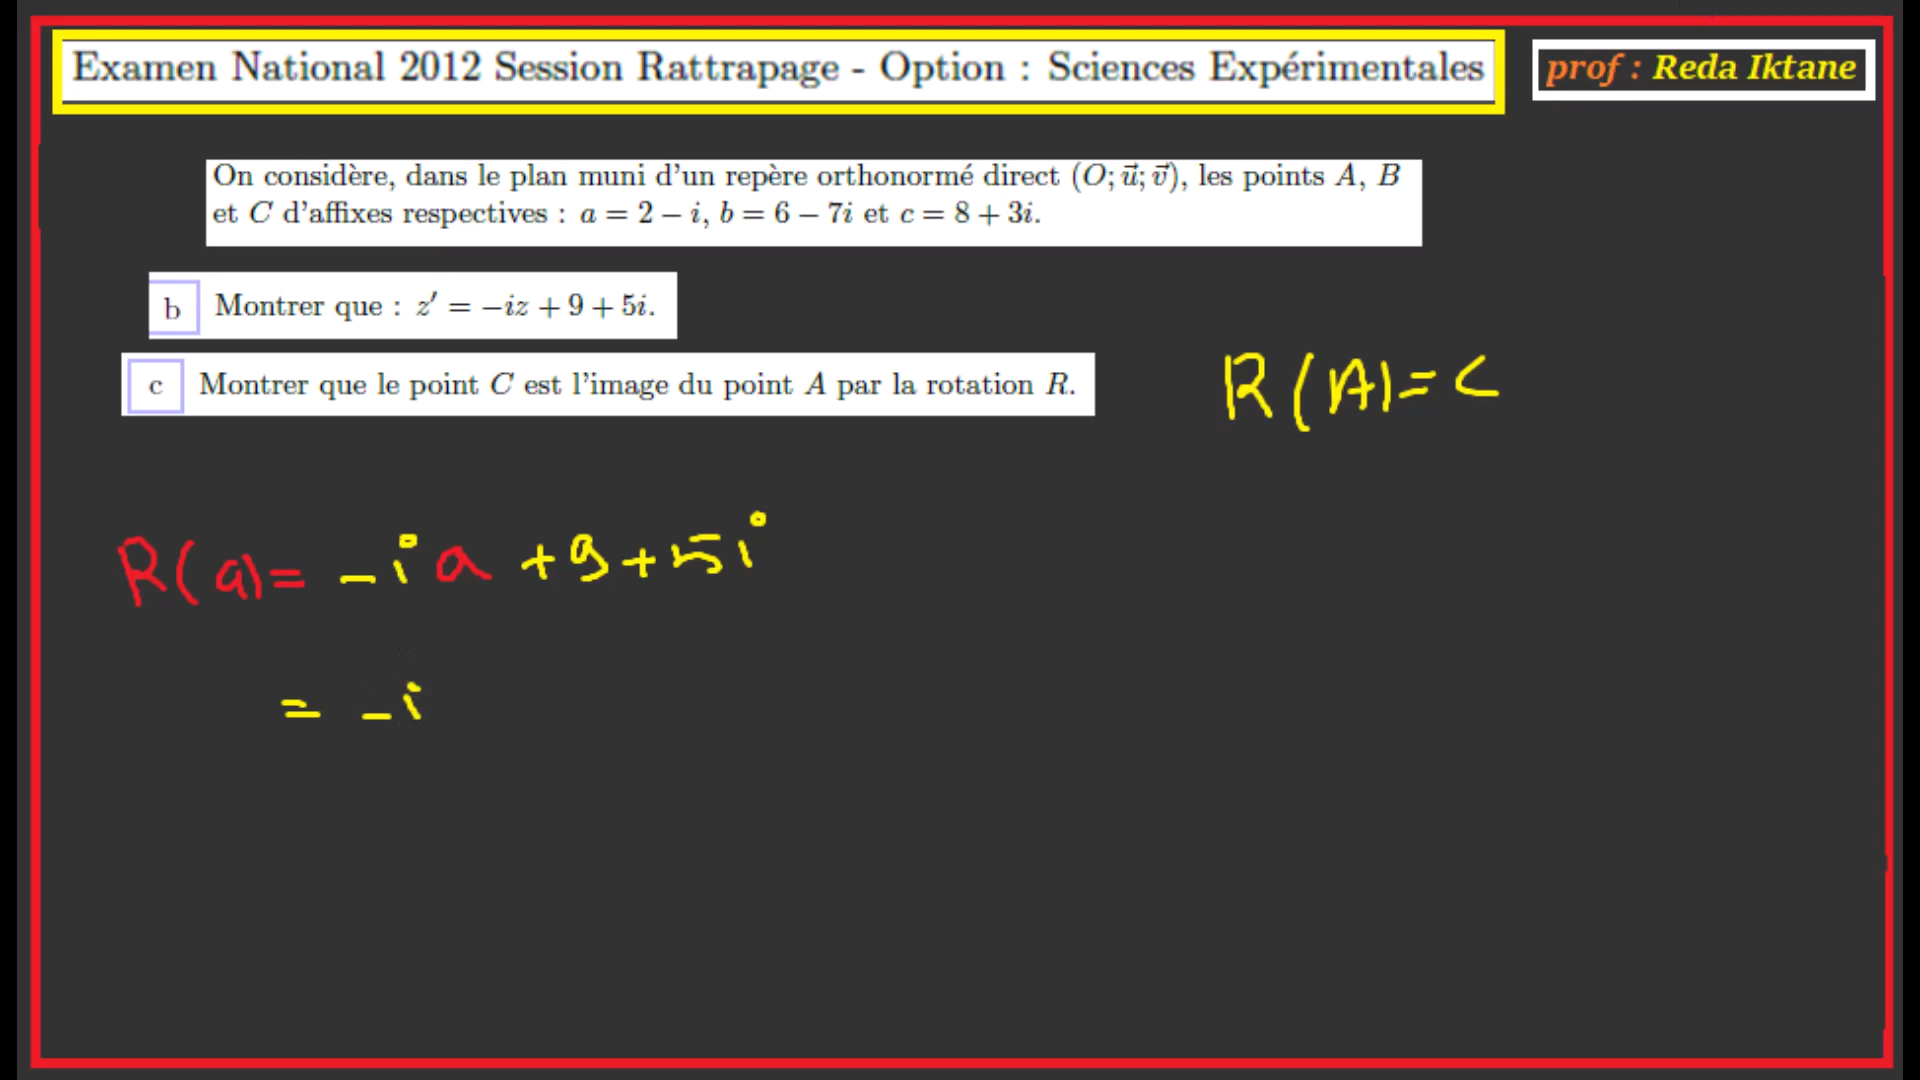 Examen National 2012 Session Rattrapage - Option : Sciences Expérimentales
prof : Reda Iktane
On considère, dans le plan muni d'un repère orthonormé direct (O; u⃗; v⃗), les points A, B
et C d'affixes respectives : a = 2 − i, b = 6 − 7i et c = 8 + 3i.
b Montrer que : z′ = −iz + 9 + 5i.
c Montrer que le point C est l'image du point A par la rotation R.
R(A) = C
R(a) = -i a + 9 + 5i
= -i